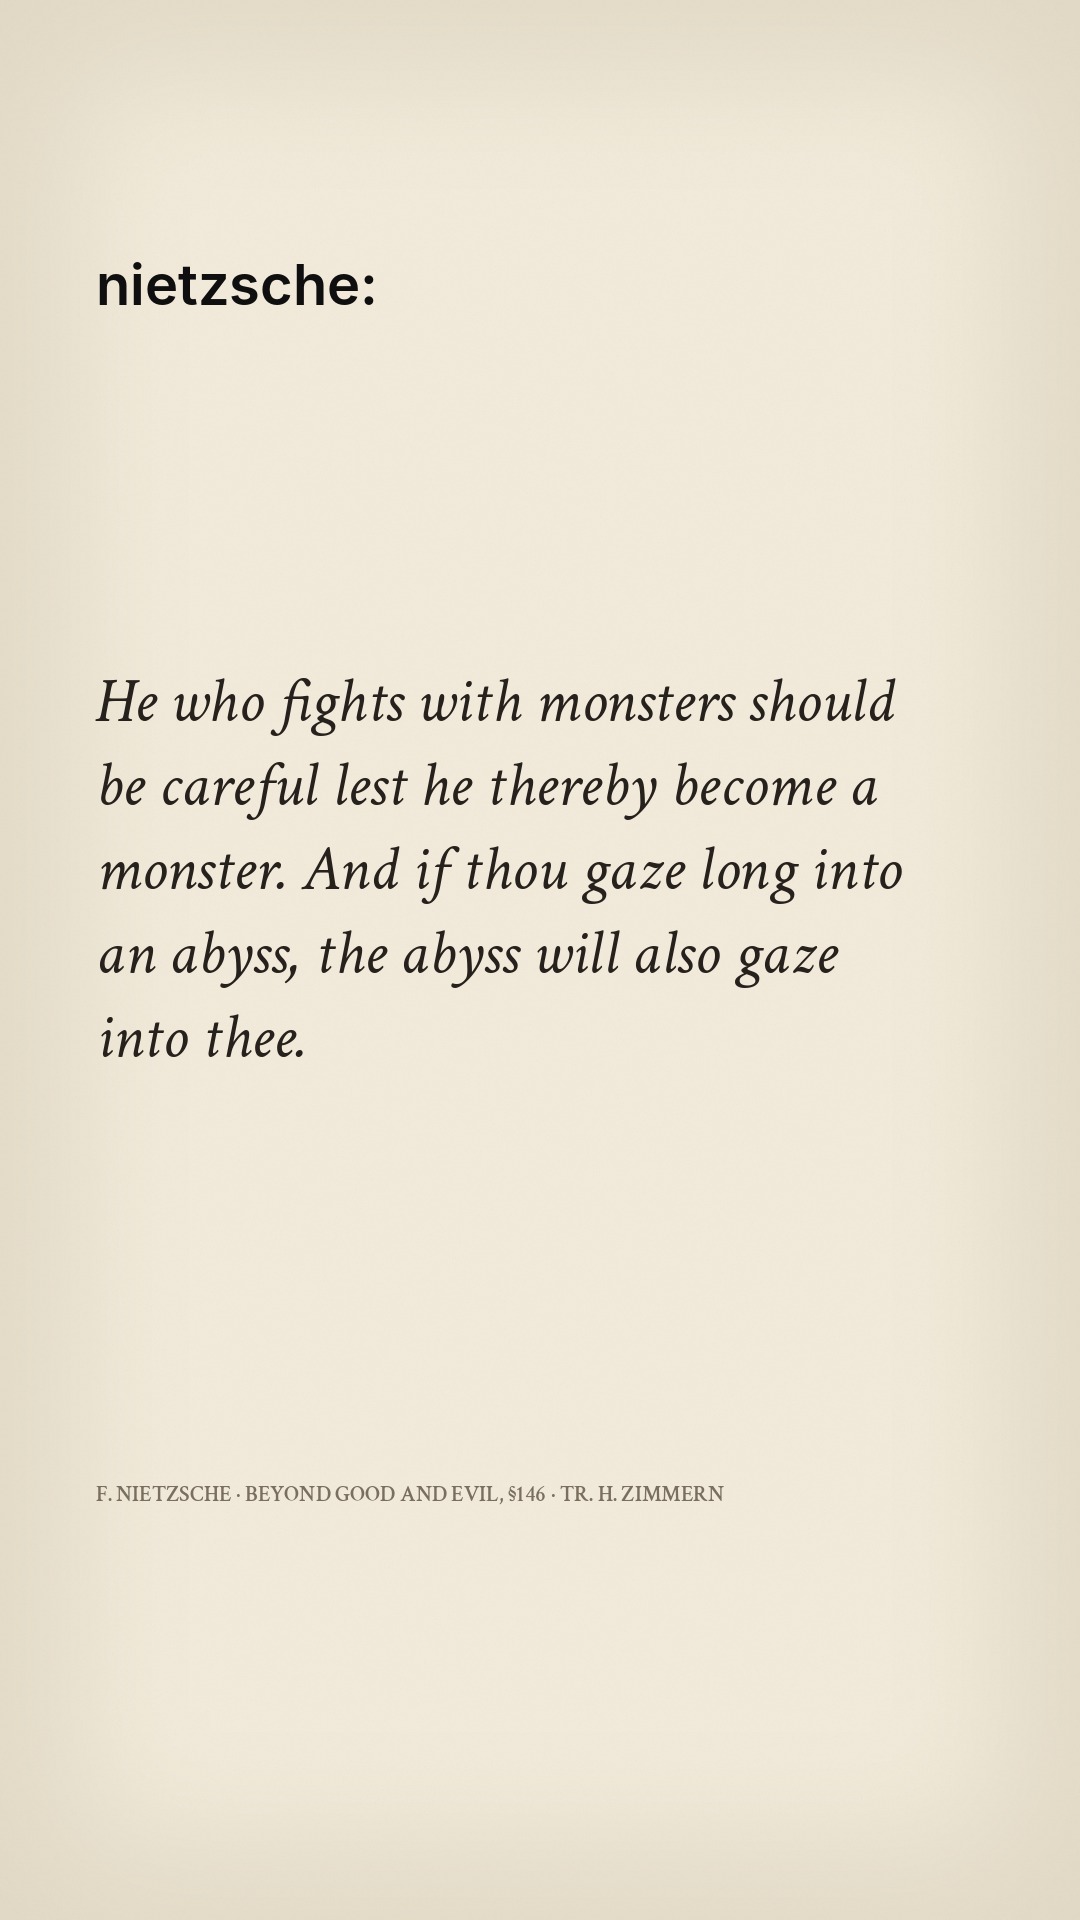 nietzsche:
He who fights with monsters should
be careful lest he thereby become a
monster. And if thou gaze long into
an abyss, the abyss will also gaze
into thee.
F. NIETZSCHE · BEYOND GOOD AND EVIL, §146 · TR. H. ZIMMERN